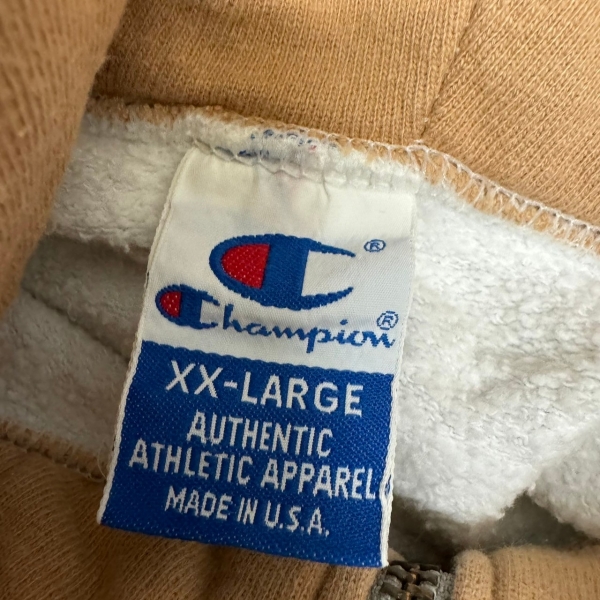 ®
Champion®
XX-LARGE
AUTHENTIC
ATHLETIC APPAREL
MADE IN U.S.A.